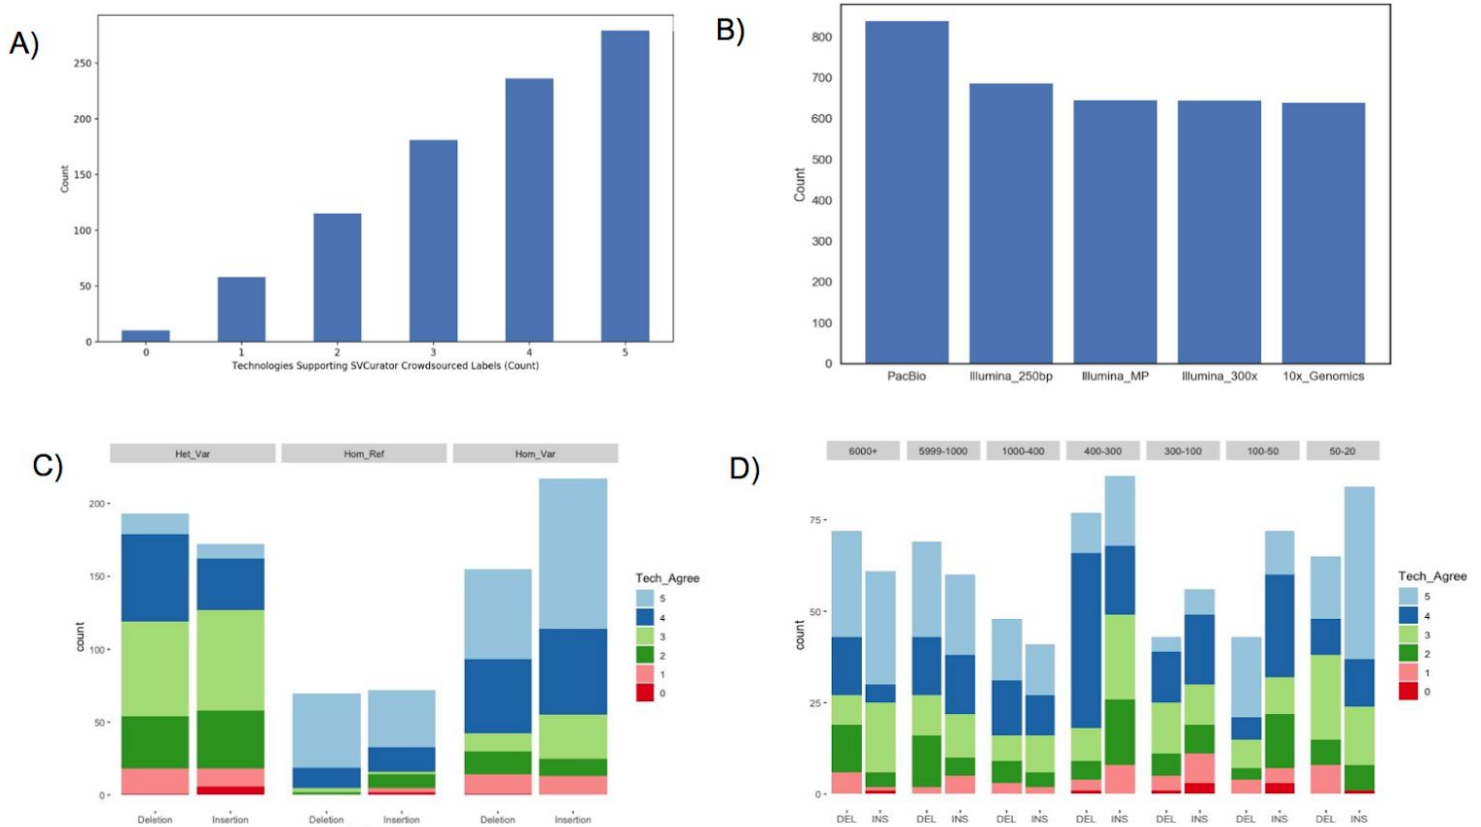 A)
250
200
150
100
50
0
Count
0 1 2 3 4 5
Technologies Supporting SVCurator Crowdsourced Labels (Count)
B)
800
700
600
500
400
300
200
100
0
Count
PacBio Illumina_250bp Illumina_MP Illumina_300x 10x_Genomics
C)
Het_Var Hom_Ref Hom_Var
200
150
100
50
0
count
Deletion Insertion Deletion Insertion Deletion Insertion
Tech_Agree
5
4
3
2
1
0
D)
6000+ 5999-1000 1000-400 400-300 300-100 100-50 50-20
75
50
25
0
count
DEL INS DEL INS DEL INS DEL INS DEL INS DEL INS DEL INS
Tech_Agree
5
4
3
2
1
0